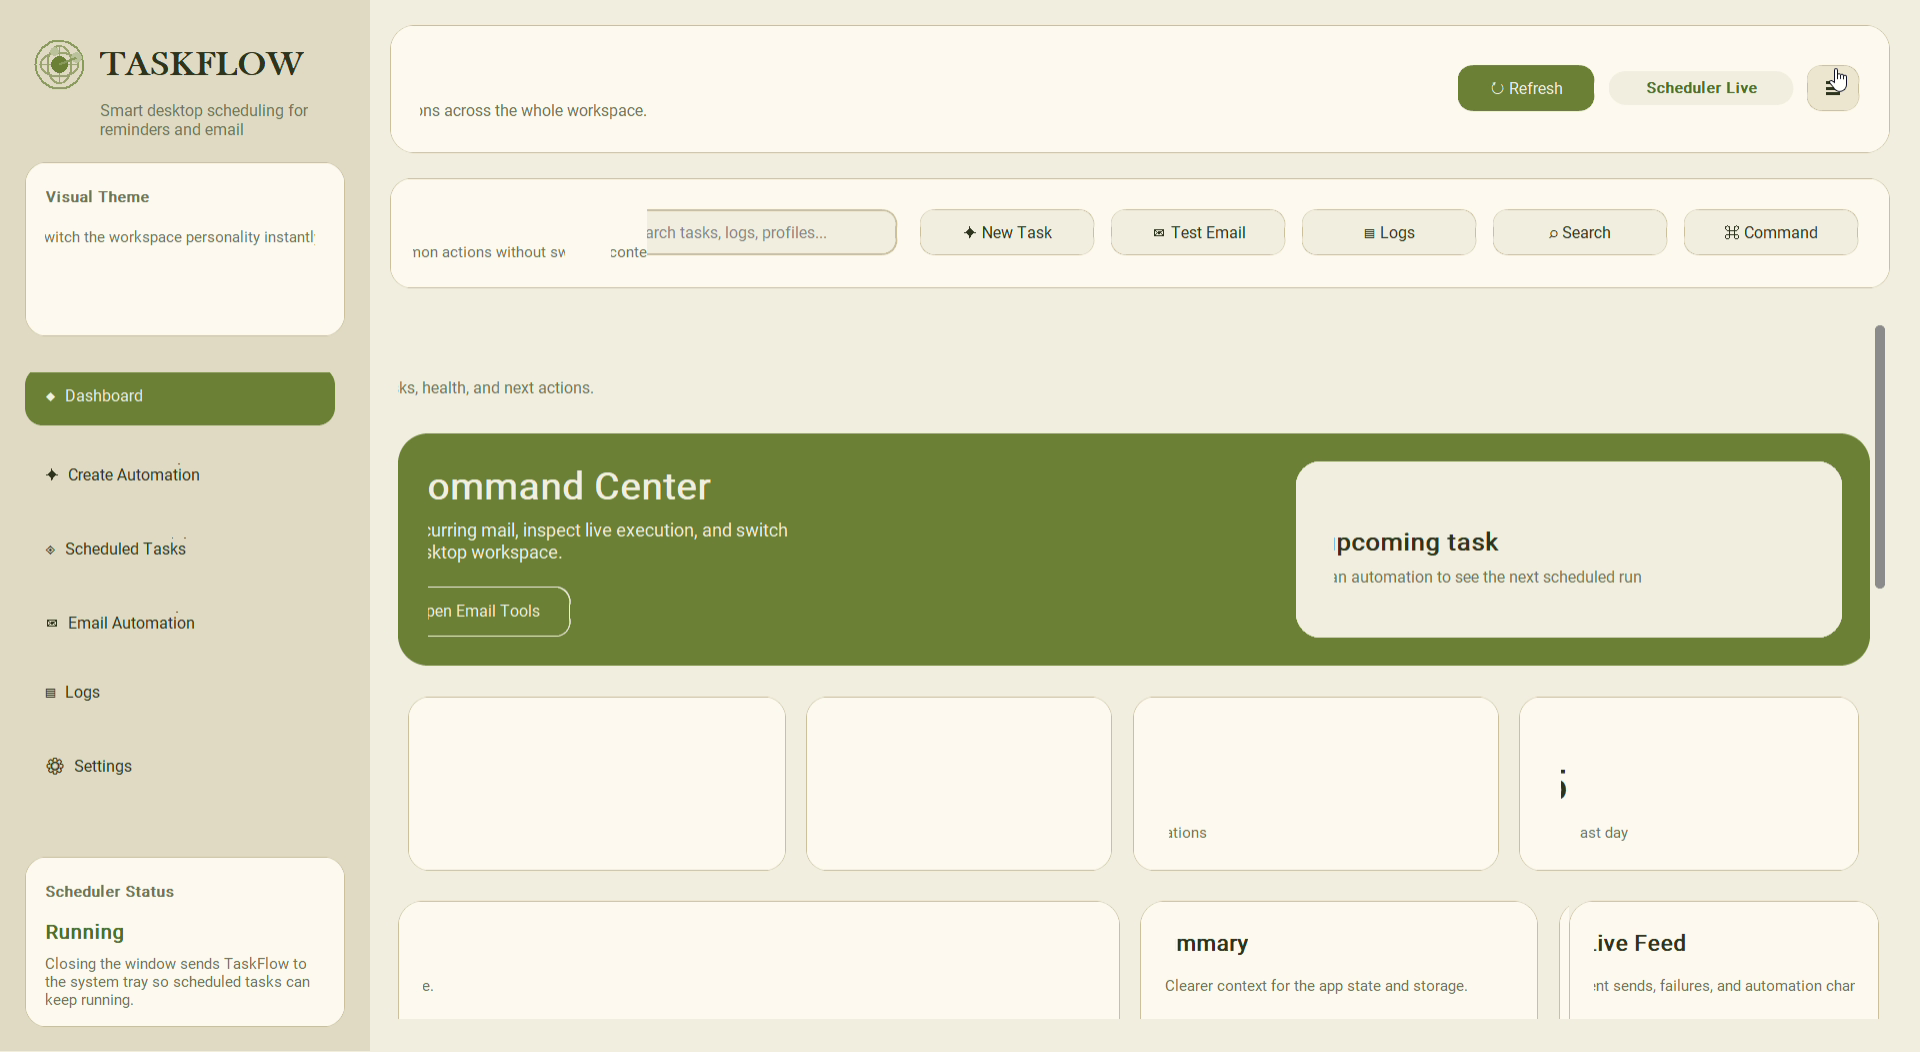 TASKFLOW
Smart desktop scheduling for
reminders and email
Visual Theme
witch the workspace personality instantl
Dashboard
Create Automation
Scheduled Tasks
Email Automation
Logs
Settings
Scheduler Status
Running
Closing the window sends TaskFlow to
the system tray so scheduled tasks can
keep running.
ons across the whole workspace.
Refresh
Scheduler Live
mon actions without sw conte
arch tasks, logs, profiles...
New Task
Test Email
Logs
Search
Command
ks, health, and next actions.
ommand Center
curring mail, inspect live execution, and switch
sktop workspace.
pen Email Tools
pcoming task
an automation to see the next scheduled run
ations
ast day
e.
mmary
Clearer context for the app state and storage.
Live Feed
ent sends, failures, and automation char